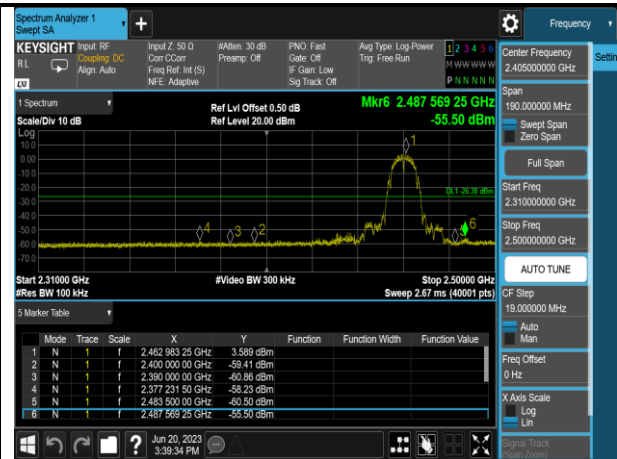 Spectrum Analyzer 1
Swept SA
Frequency
KEYSIGHT Input: RF
RL Coupling: DC
Align: Auto
LXI
Input Z: 50 Ω
Corr CCorr
Freq Ref: Int (S)
NFE: Adaptive
#Atten: 30 dB
Preamp: Off
PNO: Fast
Gate: Off
IF Gain: Low
Sig Track: Off
Avg Type: Log-Power
Trig: Free Run
1 2 3 4 5 6
M W W W W W
P N N N N N
1 Spectrum
Scale/Div 10 dB
Ref Lvl Offset 0.50 dB
Ref Level 20.00 dBm
Mkr6 2.487 569 25 GHz
-55.50 dBm
Log
10.0
0.00
-10.0
-20.0
-30.0
-40.0
-50.0
-60.0
-70.0
DL1 -26.38 dBm
1
4
3
2
6
Start 2.31000 GHz
#Res BW 100 kHz
#Video BW 300 kHz
Stop 2.50000 GHz
Sweep 2.67 ms (40001 pts)
5 Marker Table
Mode Trace Scale X Y Function Function Width Function Value
1 N 1 f 2.462 983 25 GHz 3.589 dBm
2 N 1 f 2.400 000 00 GHz -59.41 dBm
3 N 1 f 2.390 000 00 GHz -60.86 dBm
4 N 1 f 2.377 231 50 GHz -58.23 dBm
5 N 1 f 2.483 500 00 GHz -60.50 dBm
6 N 1 f 2.487 569 25 GHz -55.50 dBm
Jun 20, 2023
3:39:34 PM
Center Frequency
2.405000000 GHz
Settin
Span
190.000000 MHz
Swept Span
Zero Span
Full Span
Start Freq
2.310000000 GHz
Stop Freq
2.500000000 GHz
AUTO TUNE
CF Step
19.000000 MHz
Auto
Man
Freq Offset
0 Hz
X Axis Scale
Log
Lin
Signal Track
(Span Zoom)